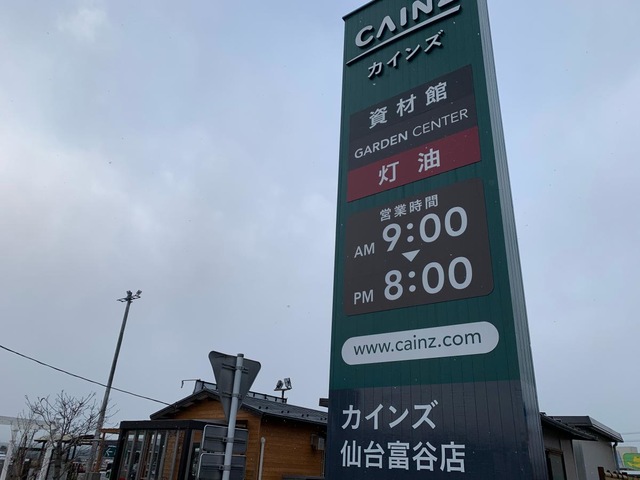 CAINZ
カインズ
資材館
GARDEN CENTER
灯油
営業時間
AM 9:00
PM 8:00
www.cainz.com
カインズ
仙台富谷店